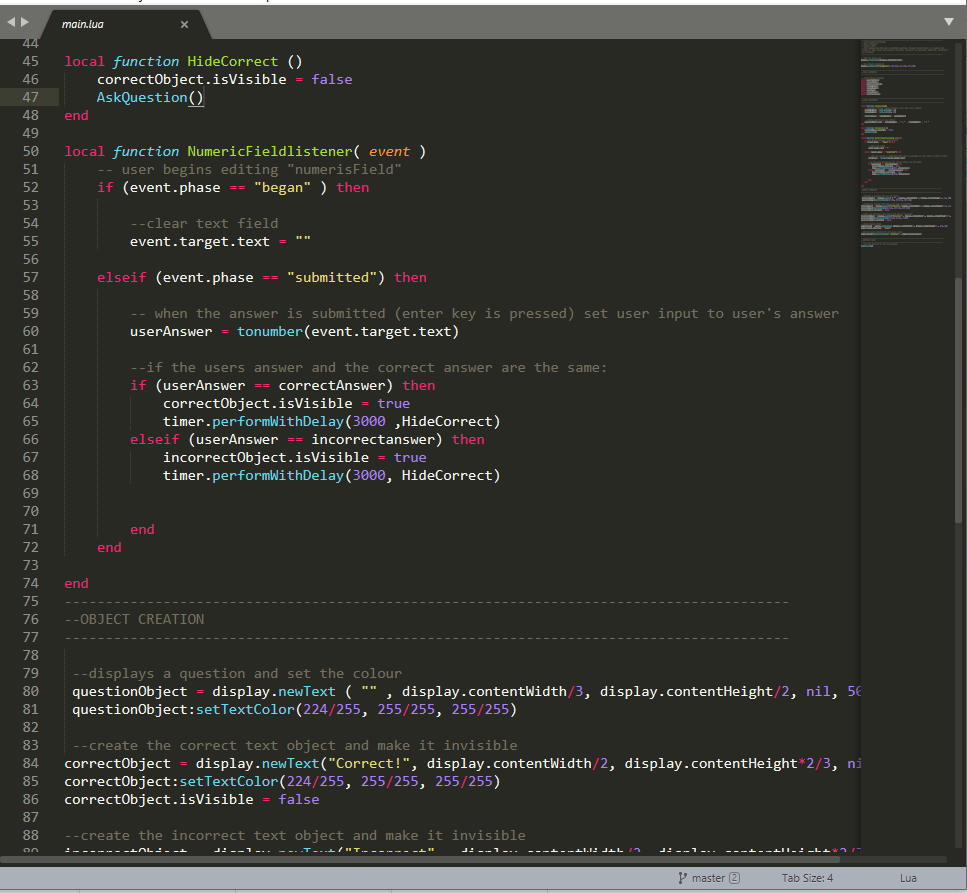 main.lua
44
45 local function HideCorrect ()
46 correctObject.isVisible = false
47 AskQuestion()
48 end
49
50 local function NumericFieldlistener( event )
51 -- user begins editing "numerisField"
52 if (event.phase == "began" ) then
53
54 --clear text field
55 event.target.text = ""
56
57 elseif (event.phase == "submitted") then
58
59 -- when the answer is submitted (enter key is pressed) set user input to user's answer
60 userAnswer = tonumber(event.target.text)
61
62 --if the users answer and the correct answer are the same:
63 if (userAnswer == correctAnswer) then
64 correctObject.isVisible = true
65 timer.performWithDelay(3000 ,HideCorrect)
66 elseif (userAnswer == incorrectanswer) then
67 incorrectObject.isVisible = true
68 timer.performWithDelay(3000, HideCorrect)
69
70
71 end
72 end
73
74 end
75 ----------------------------------------------------------------------------------------
76 --OBJECT CREATION
77 ----------------------------------------------------------------------------------------
78
79 --displays a question and set the colour
80 questionObject = display.newText ( "" , display.contentWidth/3, display.contentHeight/2, nil, 50
81 questionObject:setTextColor(224/255, 255/255, 255/255)
82
83 --create the correct text object and make it invisible
84 correctObject = display.newText("Correct!", display.contentWidth/2, display.contentHeight*2/3, ni
85 correctObject:setTextColor(224/255, 255/255, 255/255)
86 correctObject.isVisible = false
87
88 --create the incorrect text object and make it invisible
master 2 Tab Size: 4 Lua